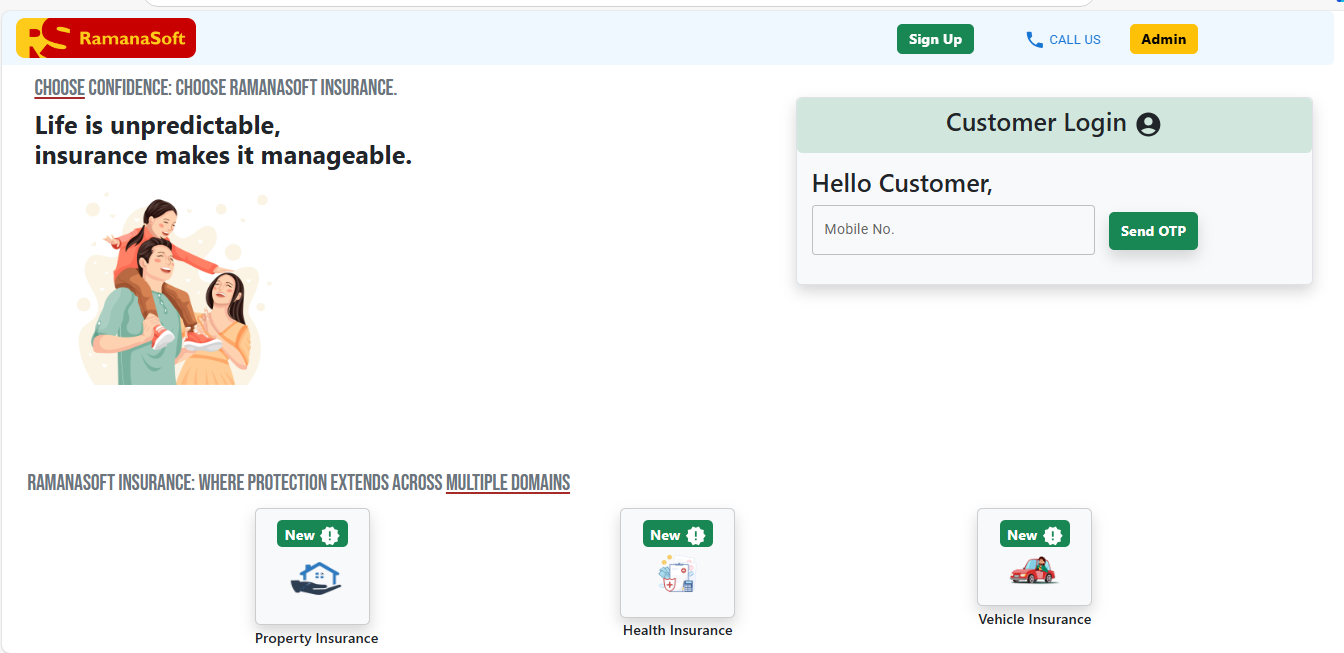 RS RamanaSoft
Sign Up
CALL US
Admin
CHOOSE CONFIDENCE: CHOOSE RAMANASOFT INSURANCE.
Life is unpredictable,
insurance makes it manageable.
Customer Login
Hello Customer,
Mobile No.
Send OTP
RAMANASOFT INSURANCE: WHERE PROTECTION EXTENDS ACROSS MULTIPLE DOMAINS
New
New
New
Property Insurance
Health Insurance
Vehicle Insurance